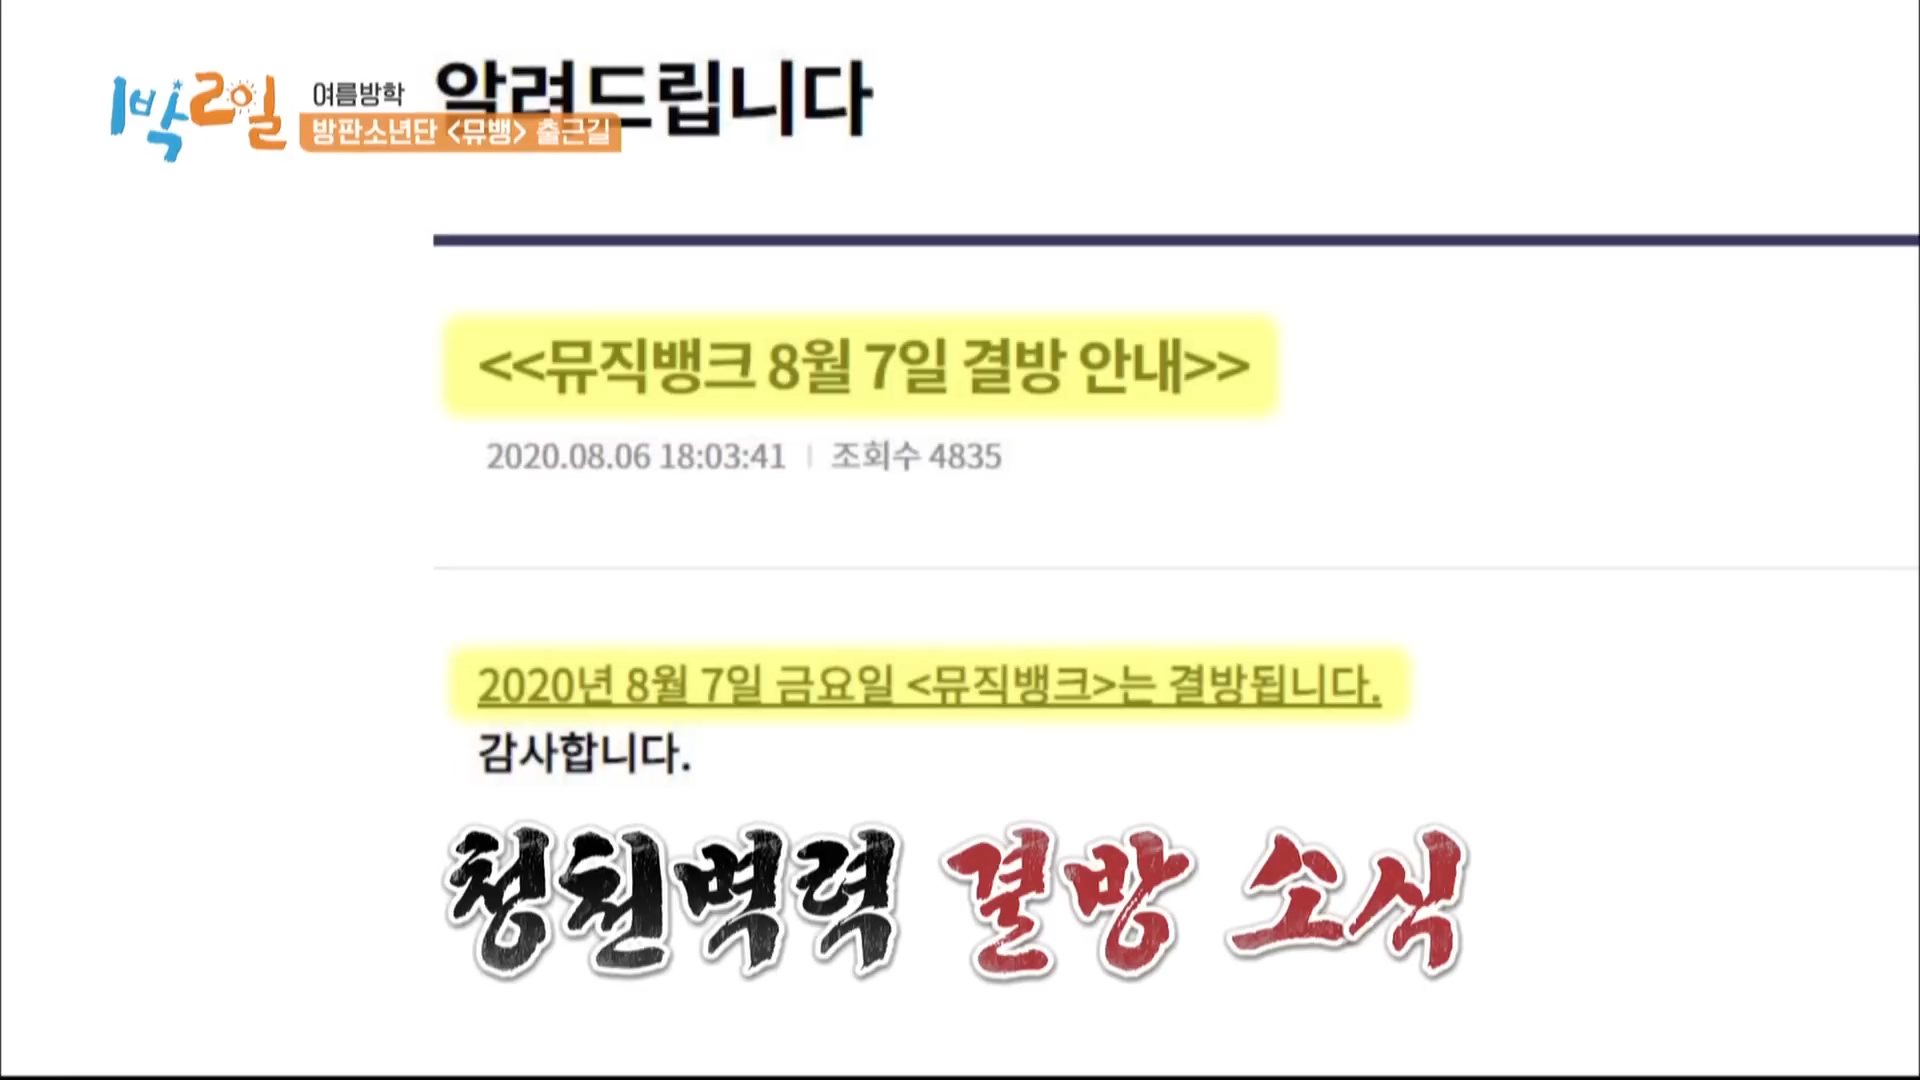 1박2일
여름방학
방판소년단 <뮤뱅> 출근길
알려드립니다
<<뮤직뱅크 8월 7일 결방 안내>>
2020.08.06 18:03:41 | 조회수 4835
2020년 8월 7일 금요일 <뮤직뱅크>는 결방됩니다.
감사합니다.
청천벽력 결방 소식